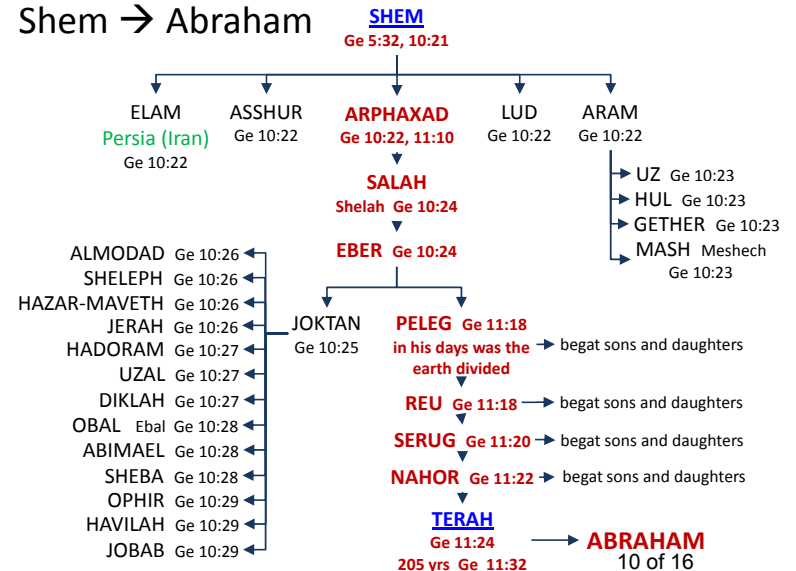 Shem → Abraham
SHEM
Ge 5:32, 10:21
ELAM
Persia (Iran)
Ge 10:22
ASSHUR
Ge 10:22
ARPHAXAD
Ge 10:22, 11:10
LUD
Ge 10:22
ARAM
Ge 10:22
UZ Ge 10:23
HUL Ge 10:23
GETHER Ge 10:23
MASH Meshech
Ge 10:23
SALAH
Shelah Ge 10:24
EBER Ge 10:24
ALMODAD Ge 10:26
SHELEPH Ge 10:26
HAZAR-MAVETH Ge 10:26
JERAH Ge 10:26
HADORAM Ge 10:27
UZAL Ge 10:27
DIKLAH Ge 10:27
OBAL Ebal Ge 10:28
ABIMAEL Ge 10:28
SHEBA Ge 10:28
OPHIR Ge 10:29
HAVILAH Ge 10:29
JOBAB Ge 10:29
JOKTAN
Ge 10:25
PELEG Ge 11:18
in his days was the
earth divided
begat sons and daughters
REU Ge 11:18
begat sons and daughters
SERUG Ge 11:20
begat sons and daughters
NAHOR Ge 11:22
begat sons and daughters
TERAH
Ge 11:24
205 yrs Ge 11:32
ABRAHAM
10 of 16